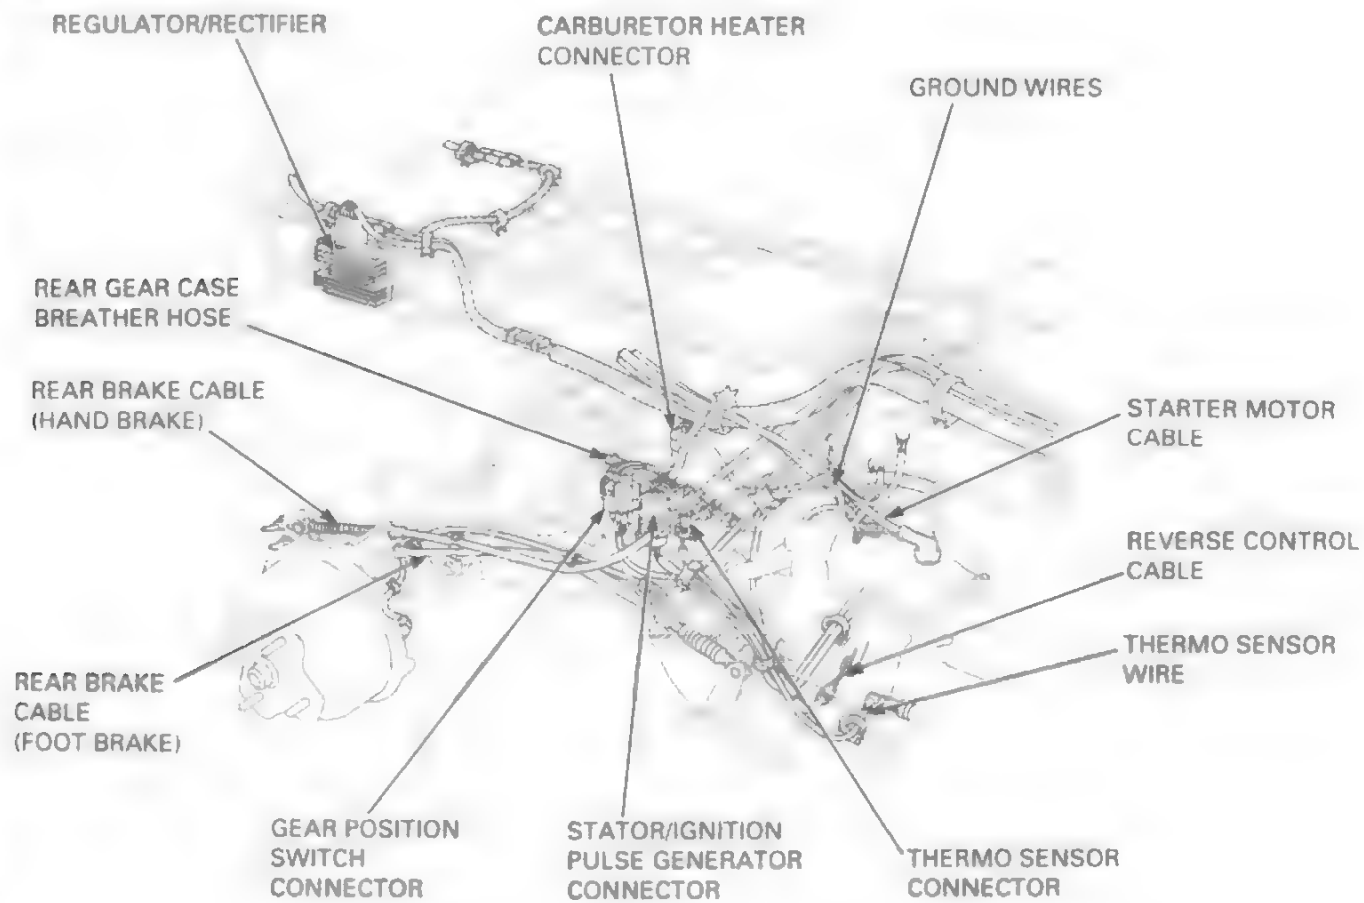 REGULATOR/RECTIFIER
CARBURETOR HEATER
CONNECTOR
GROUND WIRES
REAR GEAR CASE
BREATHER HOSE
REAR BRAKE CABLE
(HAND BRAKE)
STARTER MOTOR
CABLE
REVERSE CONTROL
CABLE
THERMO SENSOR
WIRE
REAR BRAKE
CABLE
(FOOT BRAKE)
GEAR POSITION
SWITCH
CONNECTOR
STATOR/IGNITION
PULSE GENERATOR
CONNECTOR
THERMO SENSOR
CONNECTOR